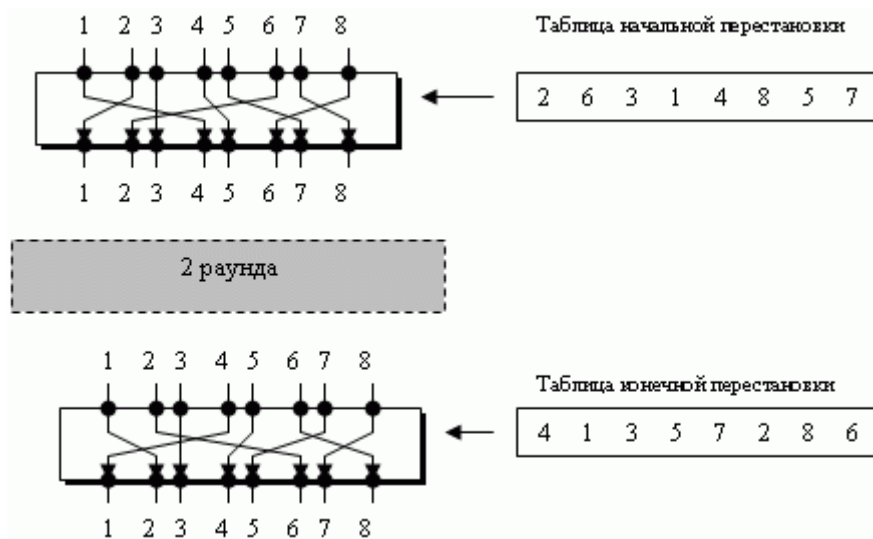 1 2 3 4 5 6 7 8
Таблица начальной перестановки
2 6 3 1 4 8 5 7
1 2 3 4 5 6 7 8
2 раунда
1 2 3 4 5 6 7 8
Таблица конечной перестановки
4 1 3 5 7 2 8 6
1 2 3 4 5 6 7 8